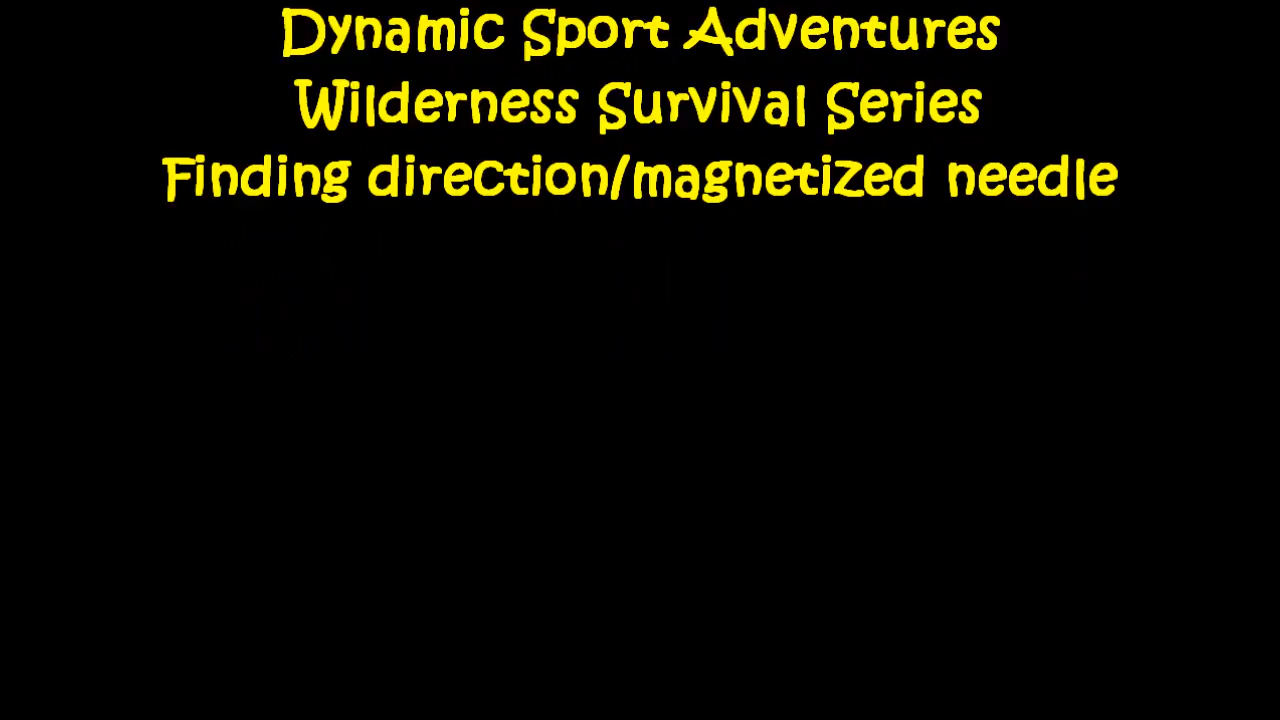 Dynamic Sport Adventures
Wilderness Survival Series
Finding direction/magnetized needle